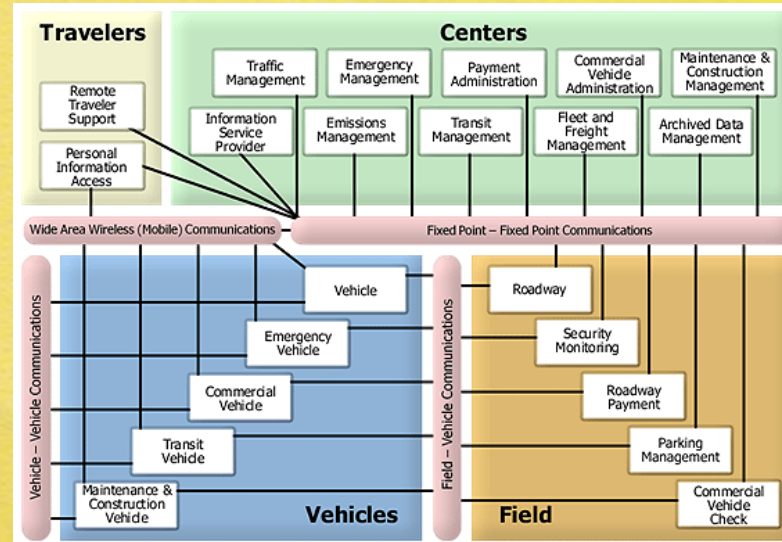 Travelers
Remote
Traveler
Support
Personal
Information
Access
Centers
Traffic
Management
Emergency
Management
Payment
Administration
Commercial
Vehicle
Administration
Maintenance &
Construction
Management
Information
Service
Provider
Emissions
Management
Transit
Management
Fleet and
Freight
Management
Archived Data
Management
Wide Area Wireless (Mobile) Communications
Fixed Point – Fixed Point Communications
Vehicle – Vehicle Communications
Vehicle
Emergency
Vehicle
Commercial
Vehicle
Transit
Vehicle
Maintenance &
Construction
Vehicle
Vehicles
Field – Vehicle Communications
Roadway
Security
Monitoring
Roadway
Payment
Parking
Management
Commercial
Vehicle
Check
Field